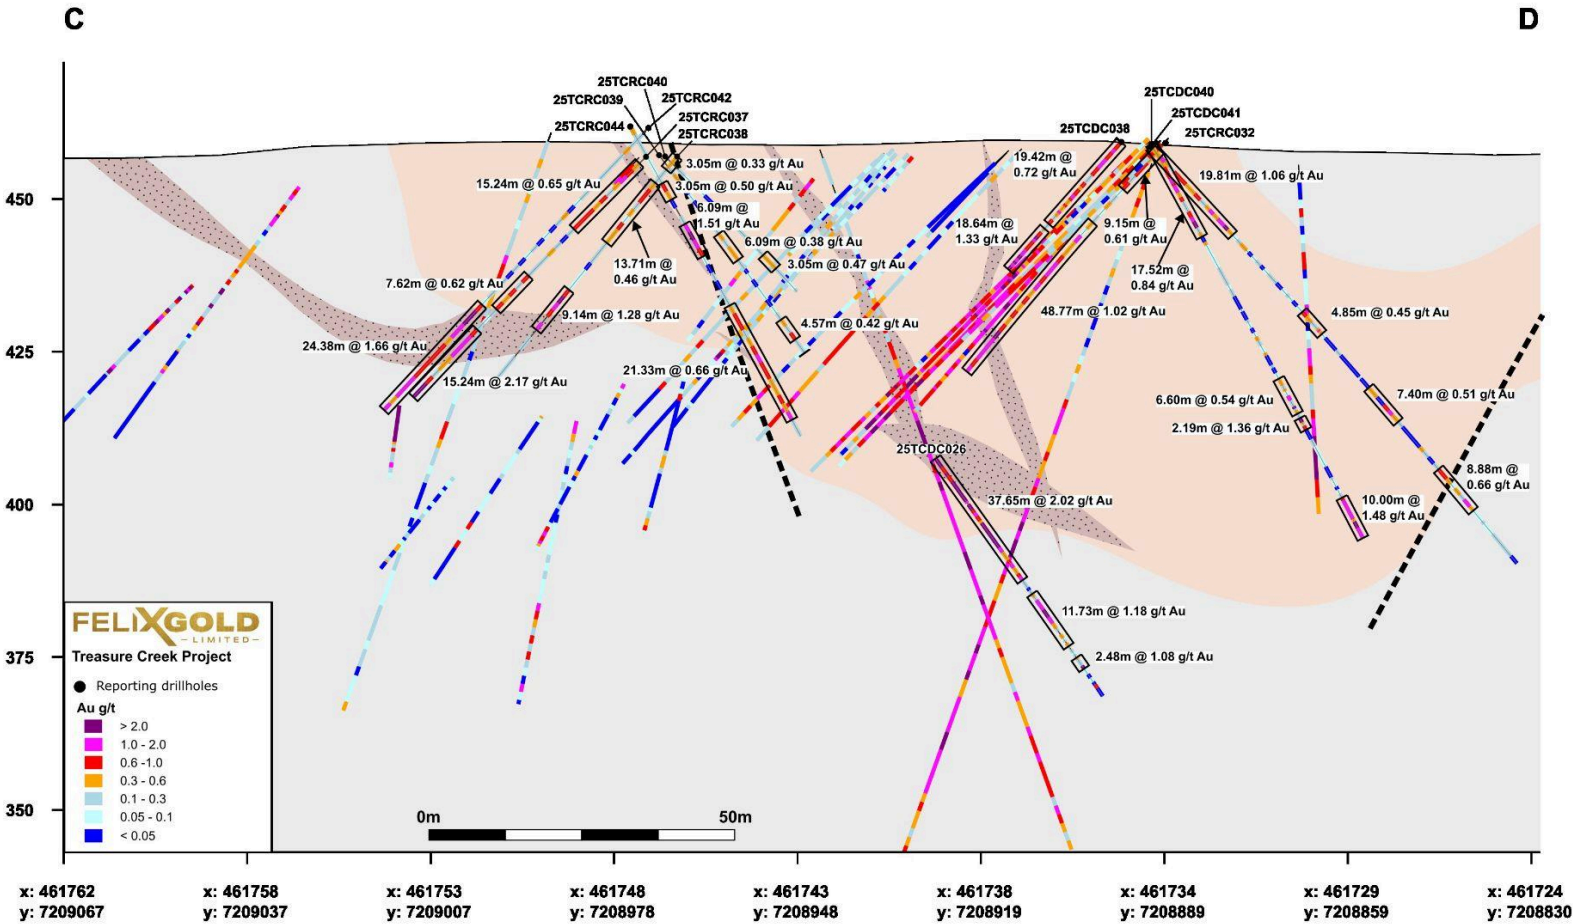 C
D
25TCRC040
25TCRC039
25TCRC042
25TCRC037
25TCRC044
25TCRC038
25TCDC040
25TCDC041
25TCDC038
25TCRC032
3.05m @ 0.33 g/t Au
15.24m @ 0.65 g/t Au
3.05m @ 0.50 g/t Au
6.09m @
1.51g/t Au
19.42m @
0.72 g/t Au
19.81m @ 1.06 g/t Au
450
18.64m @
1.33 g/t Au
9.15m @
0.61 g/t Au
6.09m @ 0.38 g/t Au
3.05m @ 0.47 g/t Au
13.71m @
0.46 g/t Au
17.52m @
0.84 g/t Au
7.62m @ 0.62 g/t Au
9.14m @ 1.28 g/t Au
4.57m @ 0.42 g/t Au
48.77m @ 1.02 g/t Au
4.85m @ 0.45 g/t Au
24.38m @ 1.66 g/t Au
425
21.33m @ 0.66 g/t Au
15.24m @ 2.17 g/t Au
6.60m @ 0.54 g/t Au
7.40m @ 0.51 g/t Au
2.19m @ 1.36 g/t Au
25TCDC026
8.88m @
0.66 g/t Au
400
37.65m @ 2.02 g/t Au
10.00m @
1.48 g/t Au
11.73m @ 1.18 g/t Au
375
2.48m @ 1.08 g/t Au
FELIXGOLD
LIMITED
Treasure Creek Project
Reporting drillholes
Au g/t
> 2.0
1.0 - 2.0
0.6 -1.0
0.3 - 0.6
0.1 - 0.3
0.05 - 0.1
< 0.05
350
0m
50m
x: 461762
y: 7209067
x: 461758
y: 7209037
x: 461753
y: 7209007
x: 461748
y: 7208978
x: 461743
y: 7208948
x: 461738
y: 7208919
x: 461734
y: 7208889
x: 461729
y: 7208859
x: 461724
y: 7208830